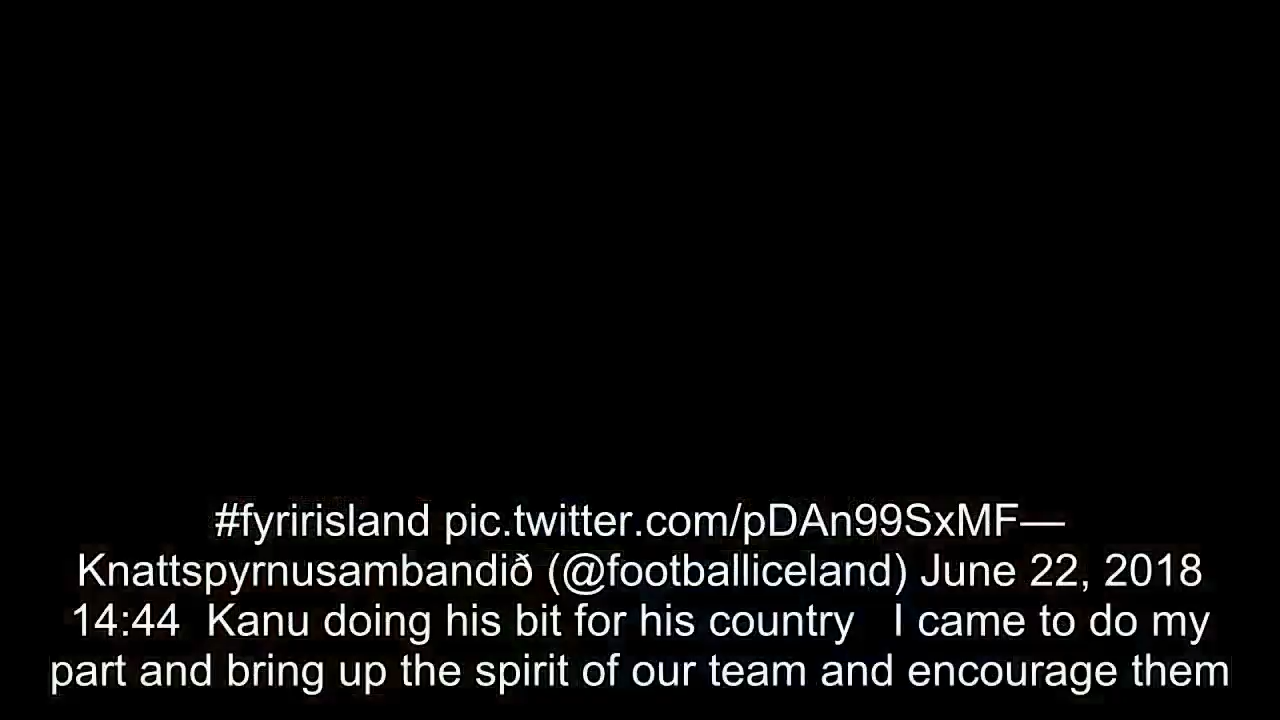 #fyririsland pic.twitter.com/pDAn99SxMF—
Knattspyrnusambandið (@footballiceland) June 22, 2018
14:44  Kanu doing his bit for his country   I came to do my
part and bring up the spirit of our team and encourage them